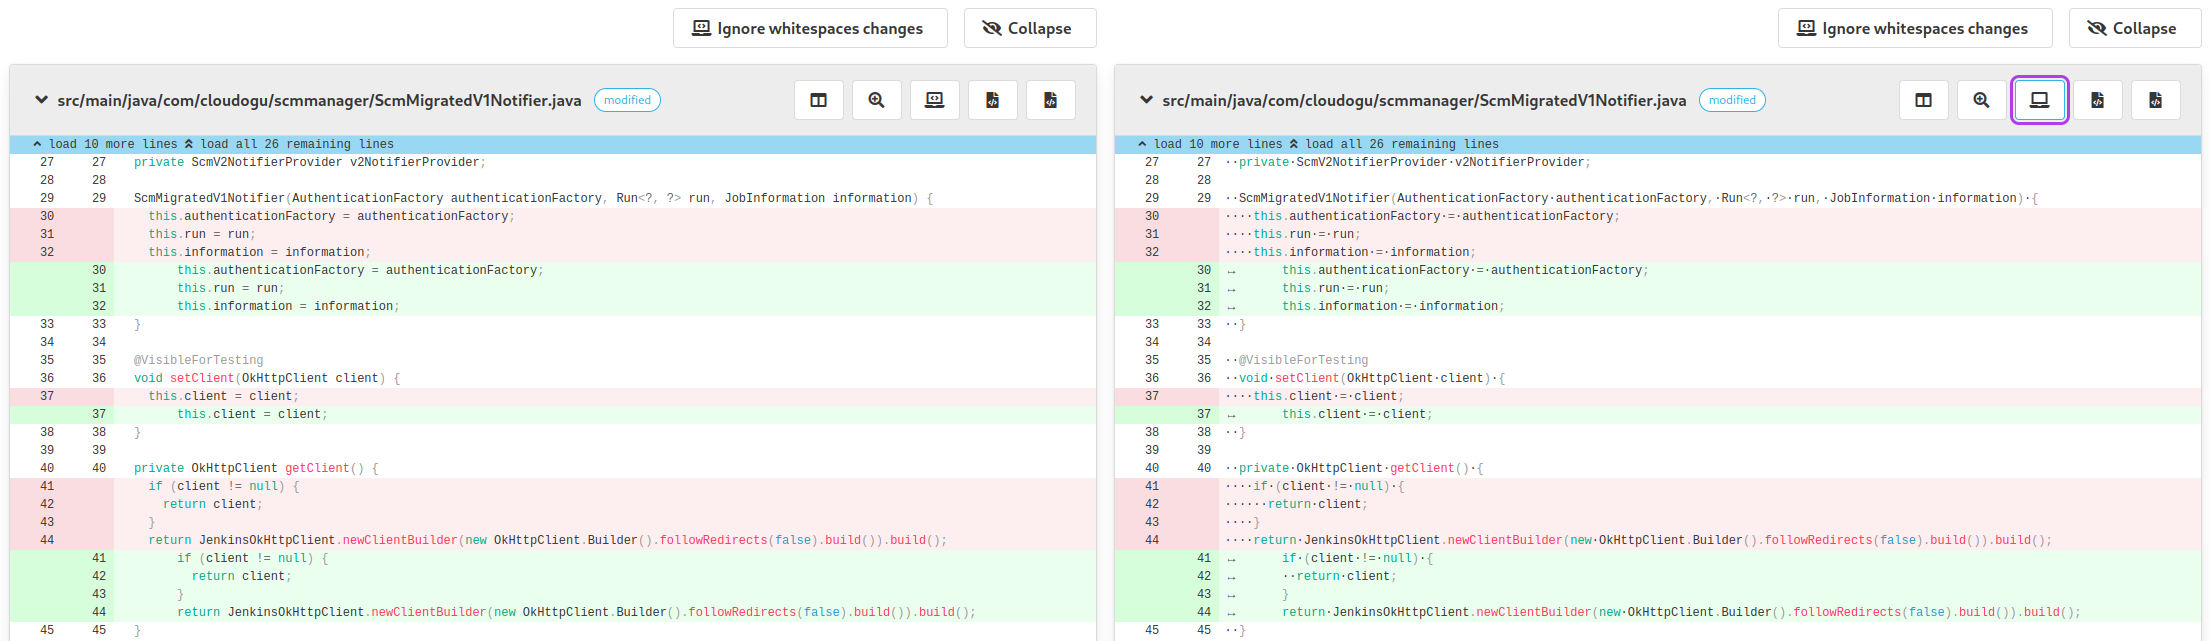 Ignore whitespaces changes Collapse
src/main/java/com/cloudogu/scmmanager/ScmMigratedV1Notifier.java modified
load 10 more lines load all 26 remaining lines
27 27 private ScmV2NotifierProvider v2NotifierProvider;
28 28
29 29 ScmMigratedV1Notifier(AuthenticationFactory authenticationFactory, Run<?, ?> run, JobInformation information) {
30 this.authenticationFactory = authenticationFactory;
31 this.run = run;
32 this.information = information;
30 this.authenticationFactory = authenticationFactory;
31 this.run = run;
32 this.information = information;
33 33 }
34 34
35 35 @VisibleForTesting
36 36 void setClient(OkHttpClient client) {
37 this.client = client;
37 this.client = client;
38 38 }
39 39
40 40 private OkHttpClient getClient() {
41 if (client != null) {
42 return client;
43 }
44 return JenkinsOkHttpClient.newClientBuilder(new OkHttpClient.Builder().followRedirects(false).build()).build();
41 if (client != null) {
42 return client;
43 }
44 return JenkinsOkHttpClient.newClientBuilder(new OkHttpClient.Builder().followRedirects(false).build()).build();
45 45 }
Ignore whitespaces changes Collapse
src/main/java/com/cloudogu/scmmanager/ScmMigratedV1Notifier.java modified
load 10 more lines load all 26 remaining lines
27 27 ··private·ScmV2NotifierProvider·v2NotifierProvider;
28 28
29 29 ··ScmMigratedV1Notifier(AuthenticationFactory·authenticationFactory,·Run<?,·?>·run,·JobInformation·information)·{
30 ····this.authenticationFactory·=·authenticationFactory;
31 ····this.run·=·run;
32 ····this.information·=·information;
30 ↔ this.authenticationFactory·=·authenticationFactory;
31 ↔ this.run·=·run;
32 ↔ this.information·=·information;
33 33 ··}
34 34
35 35 ··@VisibleForTesting
36 36 ··void·setClient(OkHttpClient·client)·{
37 ····this.client·=·client;
37 ↔ this.client·=·client;
38 38 ··}
39 39
40 40 ··private·OkHttpClient·getClient()·{
41 ····if·(client·!=·null)·{
42 ······return·client;
43 ····}
44 ····return·JenkinsOkHttpClient.newClientBuilder(new·OkHttpClient.Builder().followRedirects(false).build()).build();
41 ↔ if·(client·!=·null)·{
42 ↔ ··return·client;
43 ↔ }
44 ↔ return·JenkinsOkHttpClient.newClientBuilder(new·OkHttpClient.Builder().followRedirects(false).build()).build();
45 45 ··}